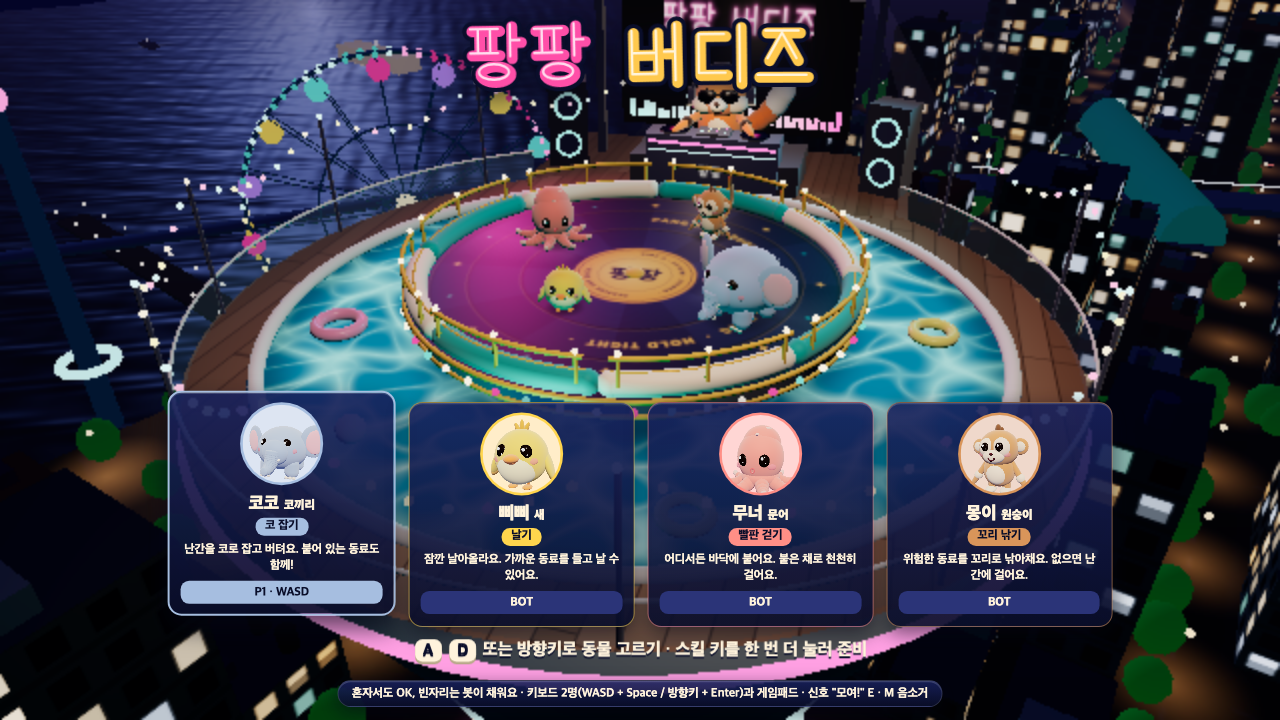 팡팡 버디즈
팡팡 버디즈
팡 팡
HOLD TIGHT
코코 코끼리
코 잡기
난간을 코로 잡고 버텨요. 붙어 있는 동료도
함께!
P1 · WASD
삐삐 새
날기
잠깐 날아올라요. 가까운 동료를 들고 날 수
있어요.
BOT
무너 문어
빨판 걷기
어디서든 바닥에 붙어요. 붙은 채로 천천히
걸어요.
BOT
몽이 원숭이
꼬리 낚기
위험한 동료를 꼬리로 낚아채요. 없으면 난
간에 걸어요.
BOT
A D 또는 방향키로 동물 고르기 · 스킬 키를 한 번 더 눌러 준비
혼자서도 OK, 빈자리는 봇이 채워요 · 키보드 2명(WASD + Space / 방향키 + Enter)과 게임패드 · 신호 "모여!" E · M 음소거